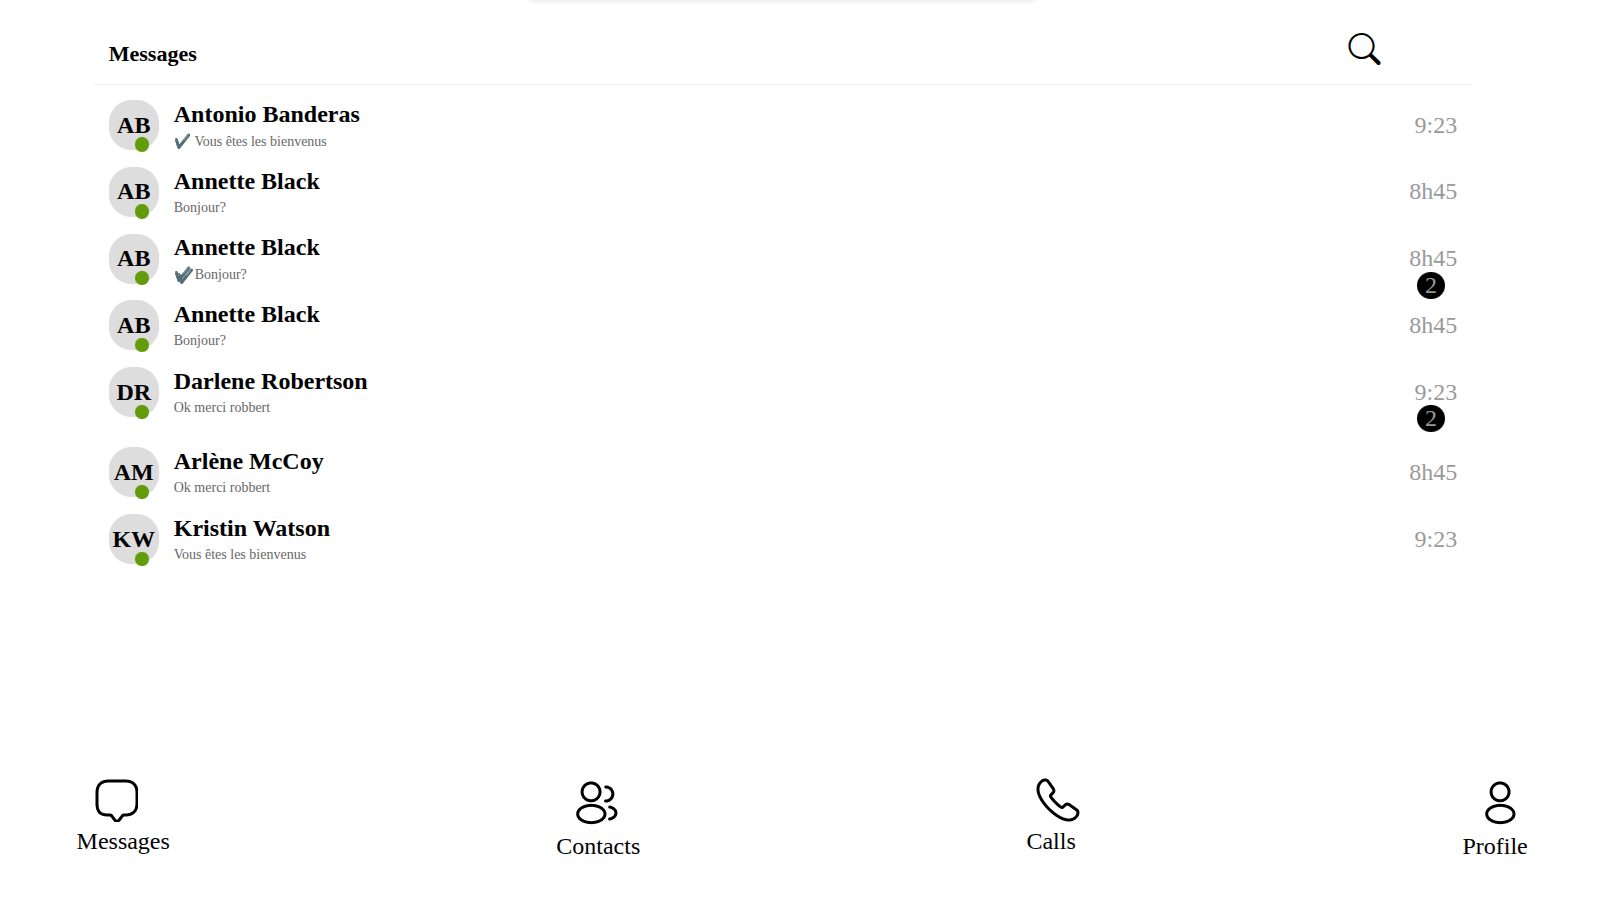 Messages
AB Antonio Banderas 9:23
✓ Vous êtes les bienvenus
AB Annette Black 8h45
Bonjour?
AB Annette Black 8h45
✓✓ Bonjour? 2
AB Annette Black 8h45
Bonjour?
DR Darlene Robertson 9:23
Ok merci robbert 2
AM Arlène McCoy 8h45
Ok merci robbert
KW Kristin Watson 9:23
Vous êtes les bienvenus
Messages Contacts Calls Profile